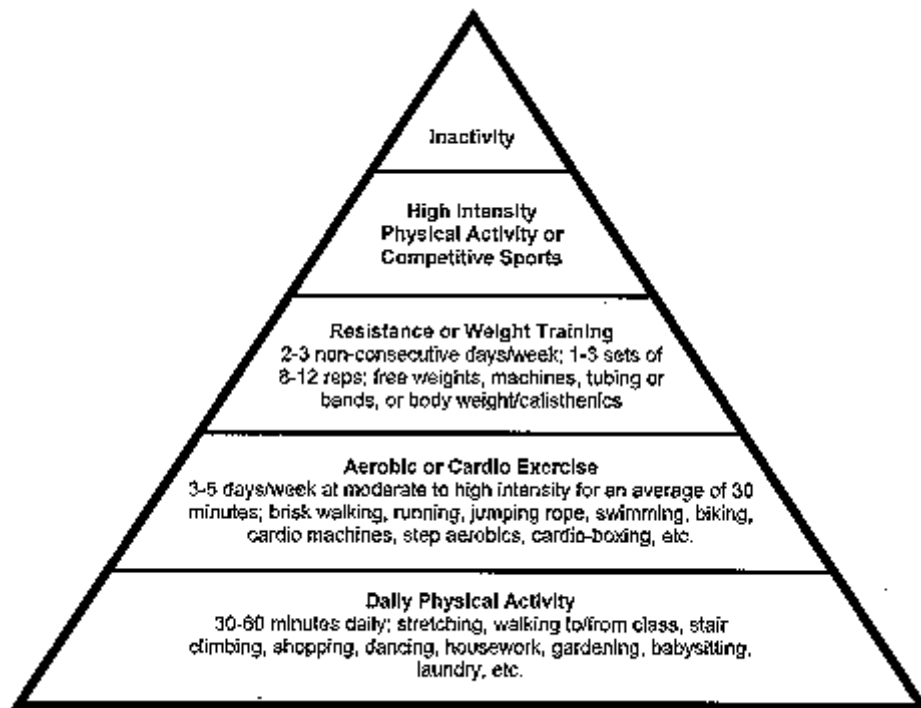 Inactivity
High Intensity
Physical Activity or
Competitive Sports
Resistance or Weight Training
2-3 non-consecutive days/week; 1-3 sets of
8-12 reps; free weights, machines, tubing or
bands, or body weight/calisthenics
Aerobic or Cardio Exercise
3-5 days/week at moderate to high intensity for an average of 30
minutes; brisk walking, running, jumping rope, swimming, biking,
cardio machines, step aerobics, cardio-boxing, etc.
Daily Physical Activity
30-60 minutes daily; stretching, walking to/from class, stair
climbing, shopping, dancing, housework, gardening, babysitting,
laundry, etc.